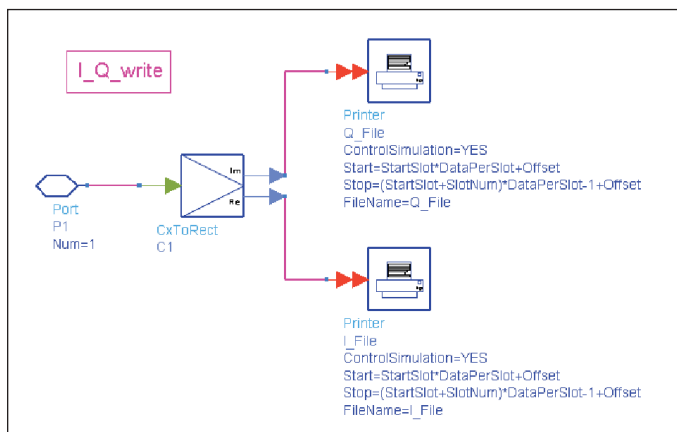 I_Q_write
Printer
Q_File
ControlSimulation=YES
Start=StartSlot*DataPerSlot+Offset
Stop=(StartSlot+SlotNum)*DataPerSlot-1+Offset
FileName=Q_File
Im
Re
Port
P1
Num=1
CxToRect
C1
Printer
I_File
ControlSimulation=YES
Start=StartSlot*DataPerSlot+Offset
Stop=(StartSlot+SlotNum)*DataPerSlot-1+Offset
FileName=I_File